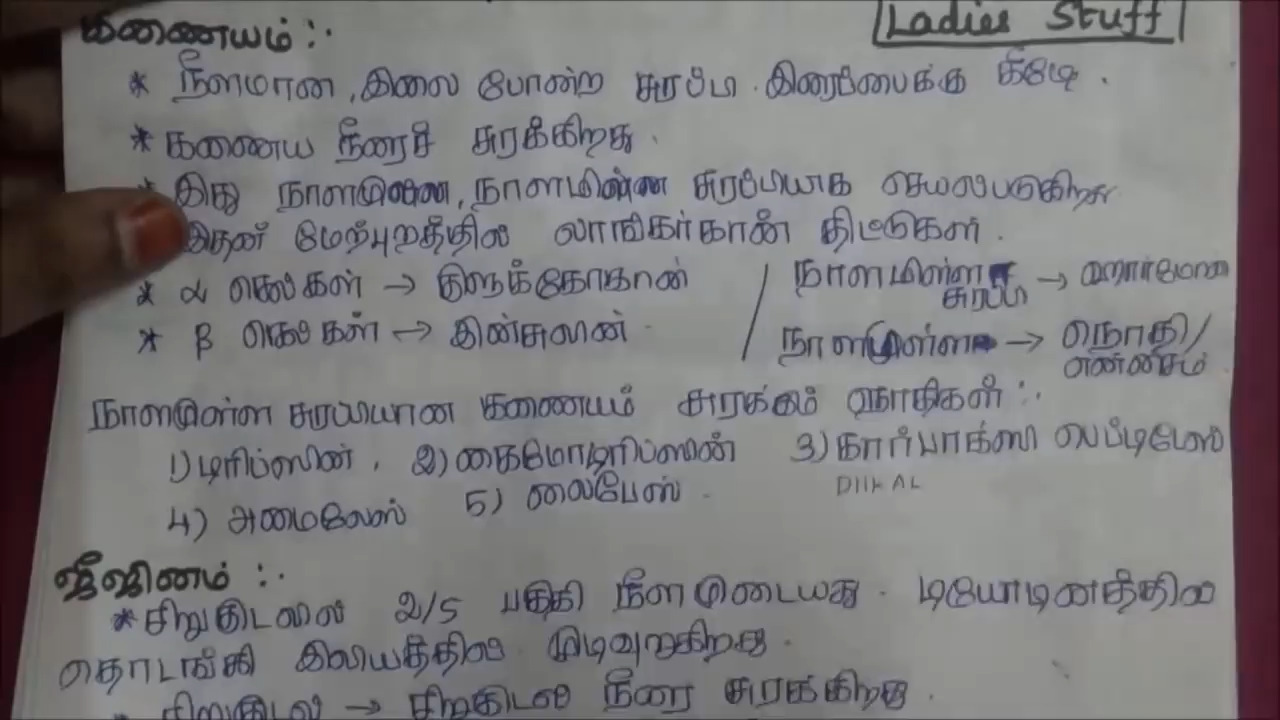 கணையம் :·
Ladies Stuff
* நீளமான, இலை போன்ற சுரப்பி. இரைப்பைக்கு கீழே.
* கணைய நீரைச் சுரக்கிறது.
* இது நாளமுள்ள, நாளமில்லா சுரப்பியாக செயல்படுகிறது
இதன் மேற்புறத்தில் லாங்கர்கான் திட்டுகள்.
* α செல்கள் → குளுக்கோகான்
* β செல்கள் → இன்சுலின்
நாளமில்லா சுரப்பி → ஹார்மோன்
நாளமுள்ள → நொதி/
என்சைம்
நாளமுள்ள சுரப்பியான கணையம் சுரக்கும் நொதிகள் :·
1) டிரிப்ஸின், 2) கைமோடிரிப்ஸின் 3) கார்பாக்ஸி பெப்டிடேஸ்
4) அமைலேஸ் 5) லைபேஸ்.
ஜீஜினம் :·
* சிறுகுடலில் 2/5 பகுதி நீளமுடையது. டியோடினத்தில்
தொடங்கி இலியத்தில் முடிவுறுகிறது.
* சிறுகுடல் → சிறுகுடல் நீரை சுரக்கிறது.